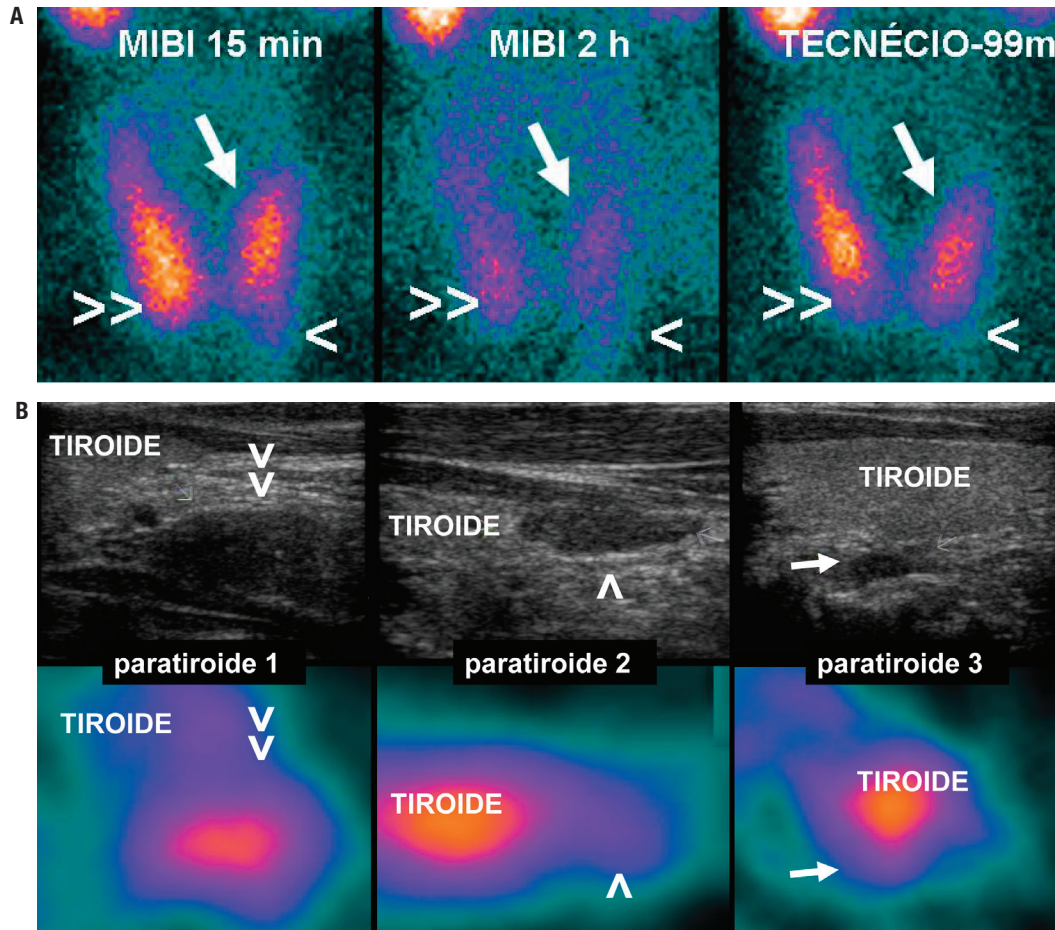 A
MIBI 15 min
MIBI 2 h
TECNÉCIO-99m
>>
<
>>
<
>>
<
B
TIROIDE
TIROIDE
TIROIDE
paratiroide 1
paratiroide 2
paratiroide 3
TIROIDE
TIROIDE
TIROIDE